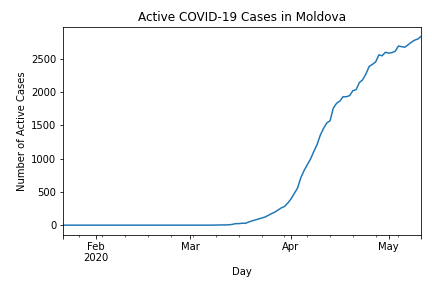 Active COVID-19 Cases in Moldova
Number of Active Cases
2500
2000
1500
1000
500
0
Feb
2020
Mar
Apr
May
Day